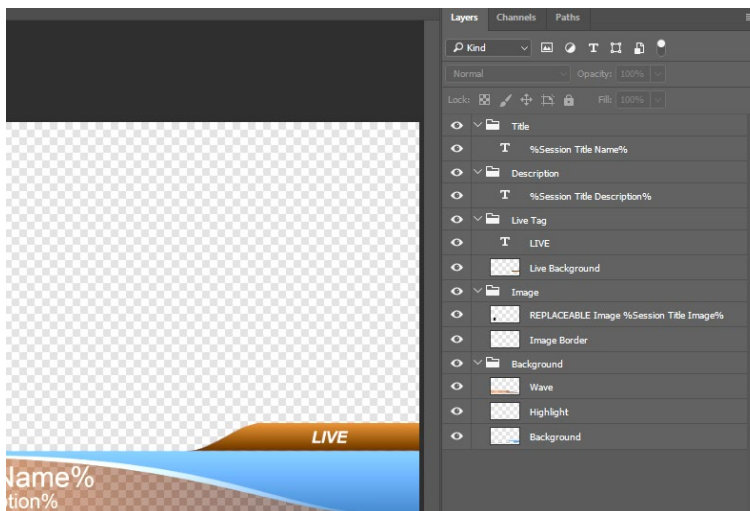 Layers Channels Paths
Kind
Normal Opacity: 100%
Lock: Fill: 100%
Title
%Session Title Name%
Description
%Session Title Description%
Live Tag
LIVE
Live Background
Image
REPLACEABLE Image %Session Title Image%
Image Border
Background
Wave
Highlight
Background
LIVE
Name%
ption%